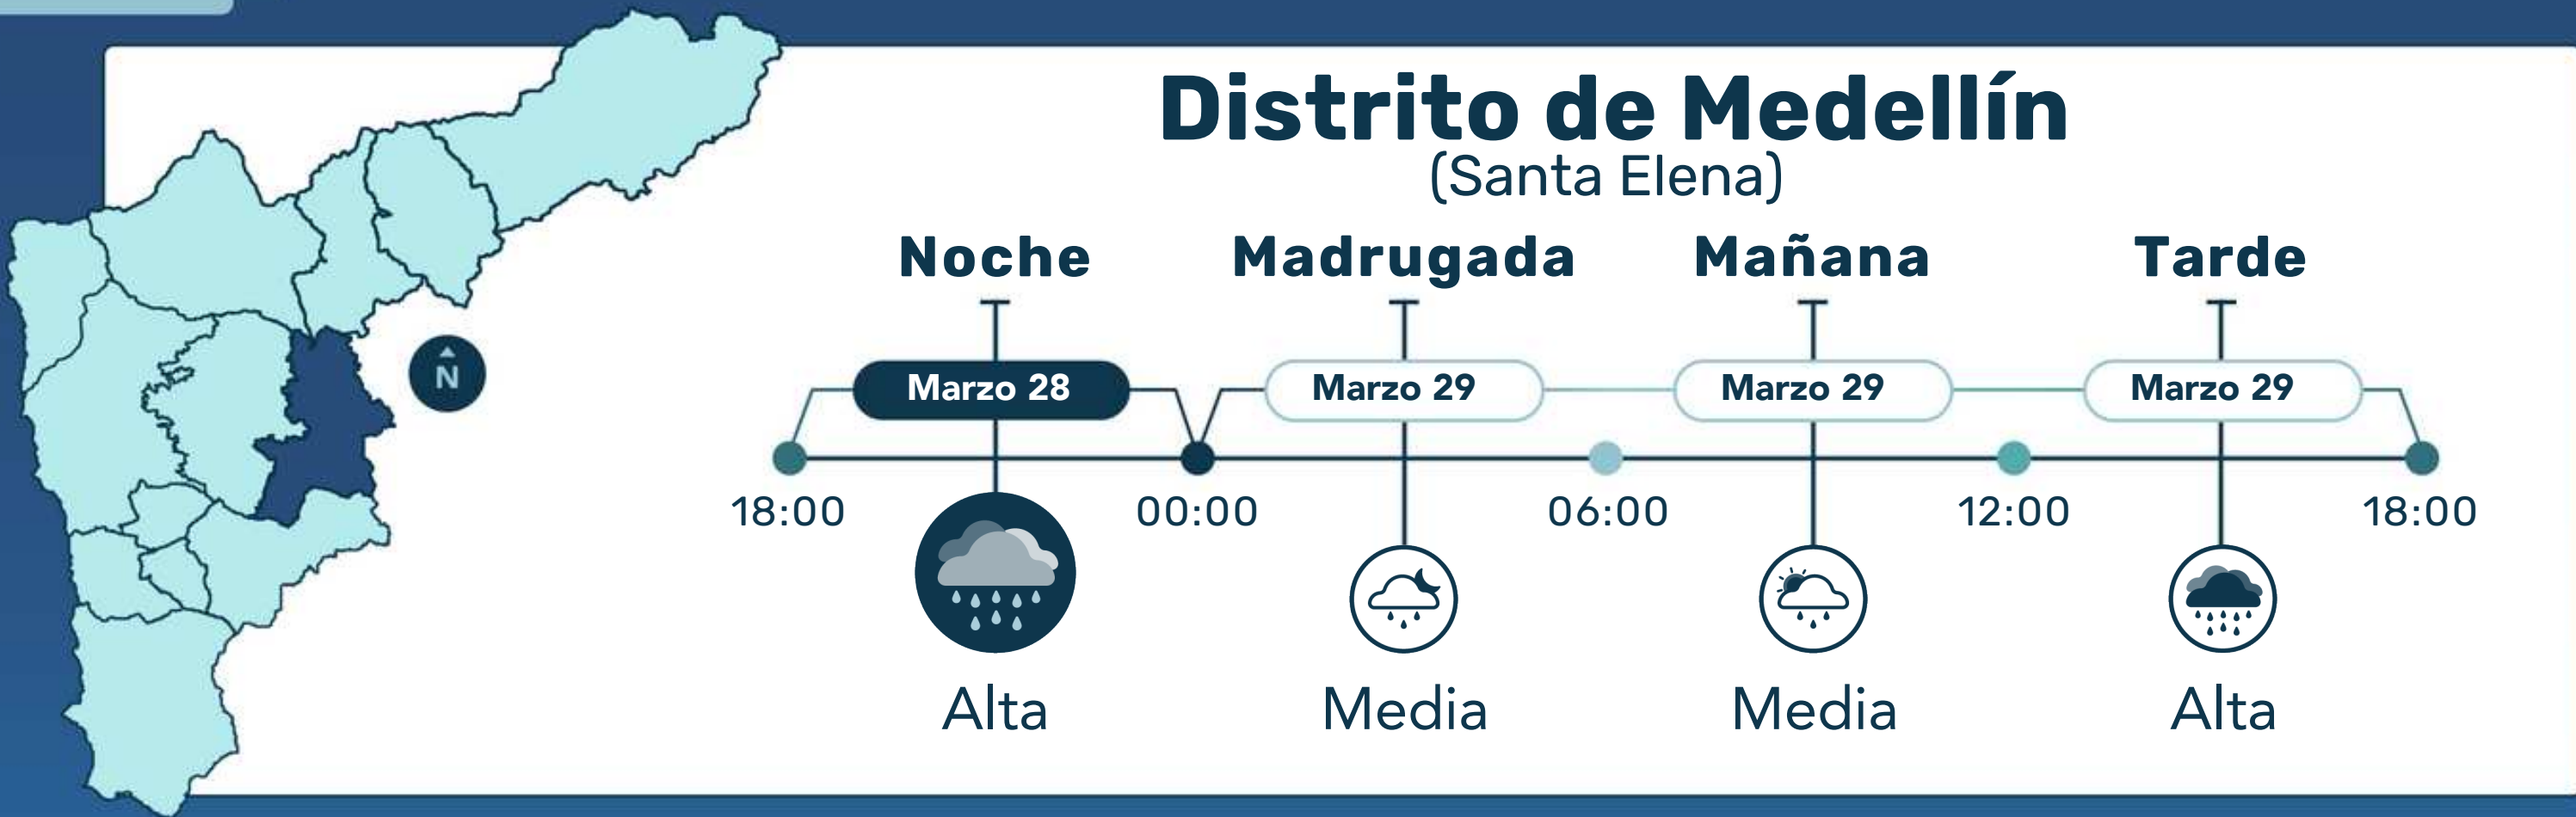 Distrito de Medellín
(Santa Elena)
Noche Madrugada Mañana Tarde
Marzo 28 Marzo 29 Marzo 29 Marzo 29
N
18:00 00:00 06:00 12:00 18:00
Alta Media Media Alta